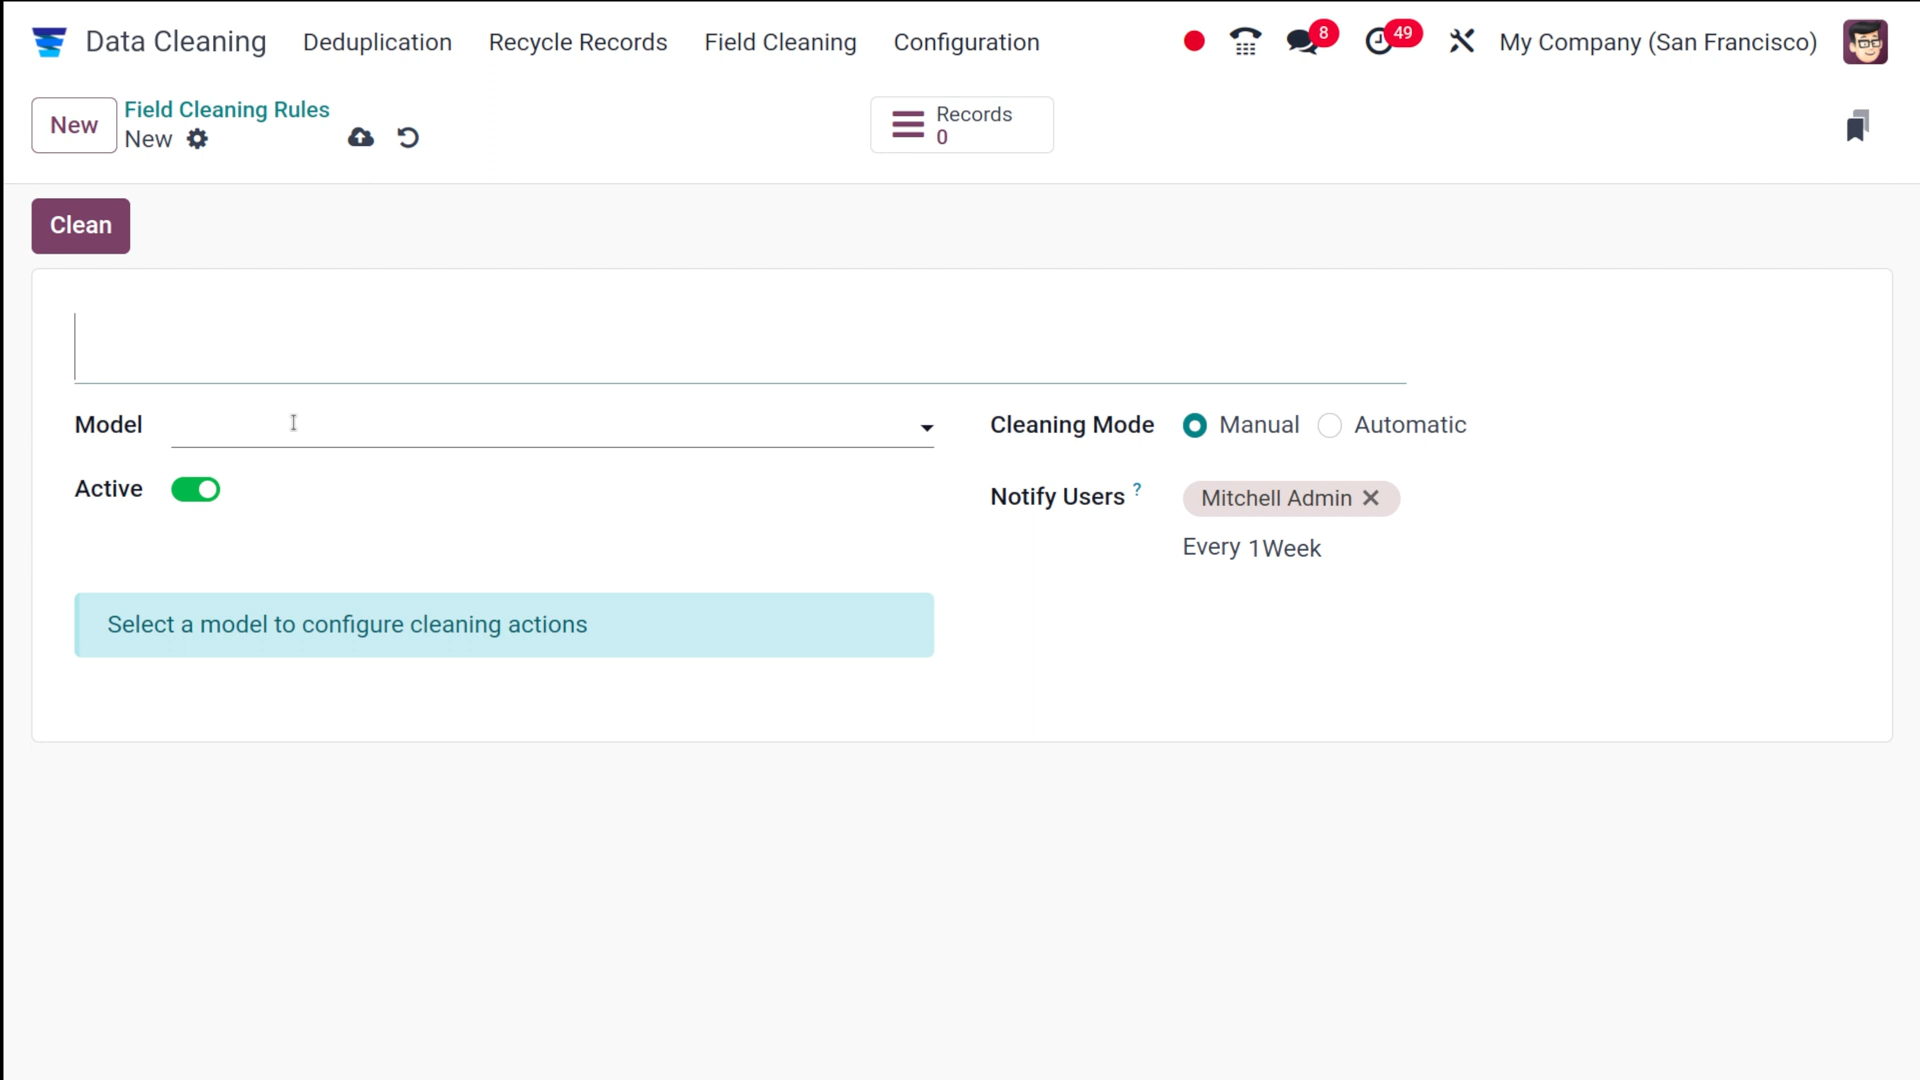 Data Cleaning Deduplication Recycle Records Field Cleaning Configuration 8 49 My Company (San Francisco)
New Field Cleaning Rules Records
New 0
Clean
Model Cleaning Mode Manual Automatic
Active Notify Users ? Mitchell Admin
Every 1Week
Select a model to configure cleaning actions